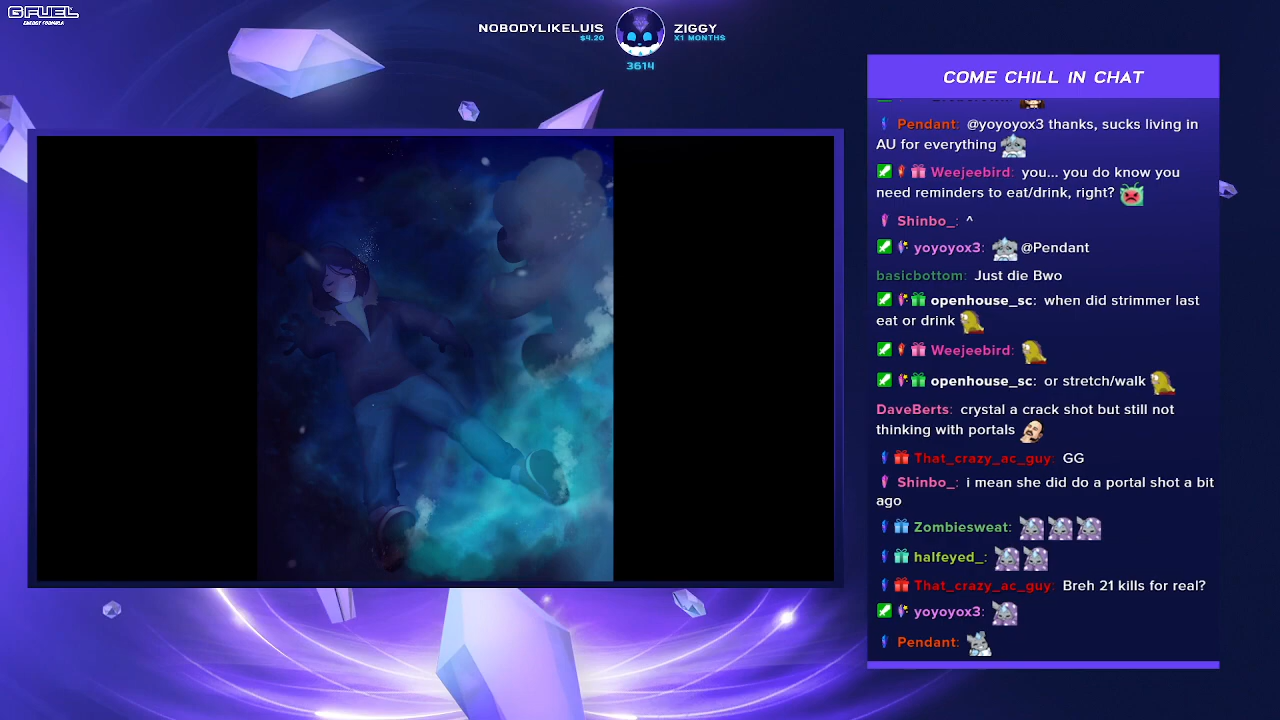 GFUEL
ENERGY FORMULA
NOBODYLIKELUIS
$4.20
ZIGGY
X1 MONTHS
3614
COME CHILL IN CHAT
Pendant: @yoyoyox3 thanks, sucks living in
AU for everything
Weejeebird: you... you do know you
need reminders to eat/drink, right?
Shinbo_: ^
yoyoyox3: @Pendant
basicbottom: Just die Bwo
openhouse_sc: when did strimmer last
eat or drink
Weejeebird:
openhouse_sc: or stretch/walk
DaveBerts: crystal a crack shot but still not
thinking with portals
That_crazy_ac_guy: GG
Shinbo_: i mean she did do a portal shot a bit
ago
Zombiesweat:
halfeyed_:
That_crazy_ac_guy: Breh 21 kills for real?
yoyoyox3:
Pendant: